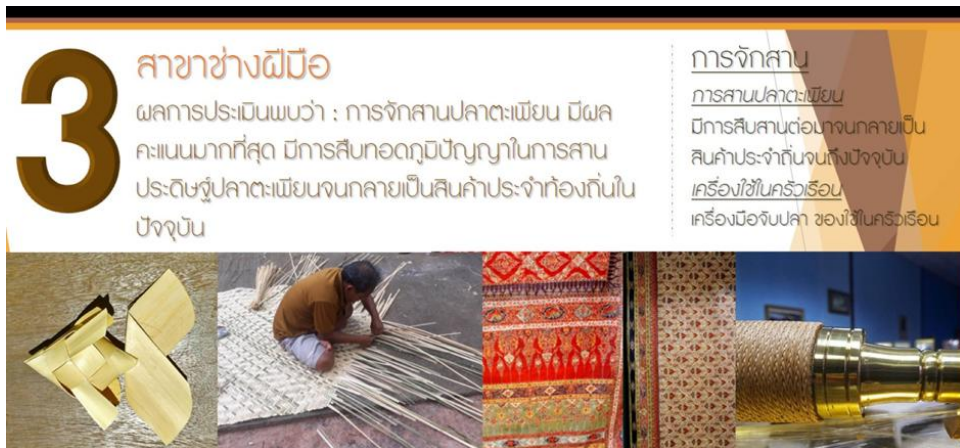 3
สาขาช่างฝีมือ
ผลการประเมินพบว่า : การจักสานปลาตะเพียน มีผล
คะแนนมากที่สุด มีการสืบทอดภูมิปัญญาในการสาน
ประดิษฐ์ปลาตะเพียนจนกลายเป็นสินค้าประจำท้องถิ่นใน
ปัจจุบัน
การจักสาน
การสานปลาตะเพียน
มีการสืบสานต่อมาจนกลายเป็น
สินค้าประจำถิ่นจนถึงปัจจุบัน
เครื่องใช้ในครัวเรือน
เครื่องมือจับปลา ของใช้ในครัวเรือน